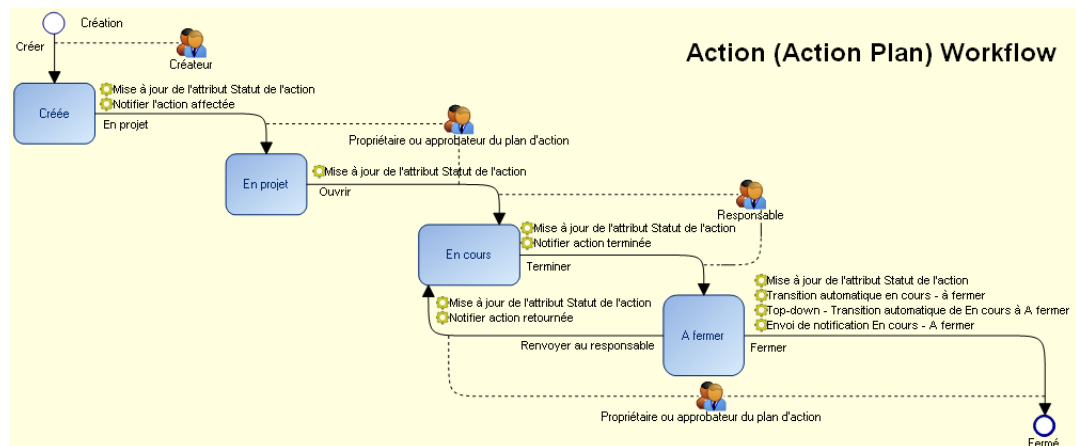 Création
Action (Action Plan) Workflow
Créer
Créateur
Créée
Mise à jour de l'attribut Statut de l'action
Notifier l'action affectée
En projet
Propriétaire ou approbateur du plan d'action
En projet
Mise à jour de l'attribut Statut de l'action
Ouvrir
Responsable
En cours
Mise à jour de l'attribut Statut de l'action
Notifier action terminée
Terminer
Mise à jour de l'attribut Statut de l'action
Notifier action retournée
Renvoyer au responsable
A fermer
Mise à jour de l'attribut Statut de l'action
Transition automatique en cours - à fermer
Top-down - Transition automatique de En cours à A fermer
Envoi de notification En cours - A fermer
Fermer
Propriétaire ou approbateur du plan d'action
Fermé